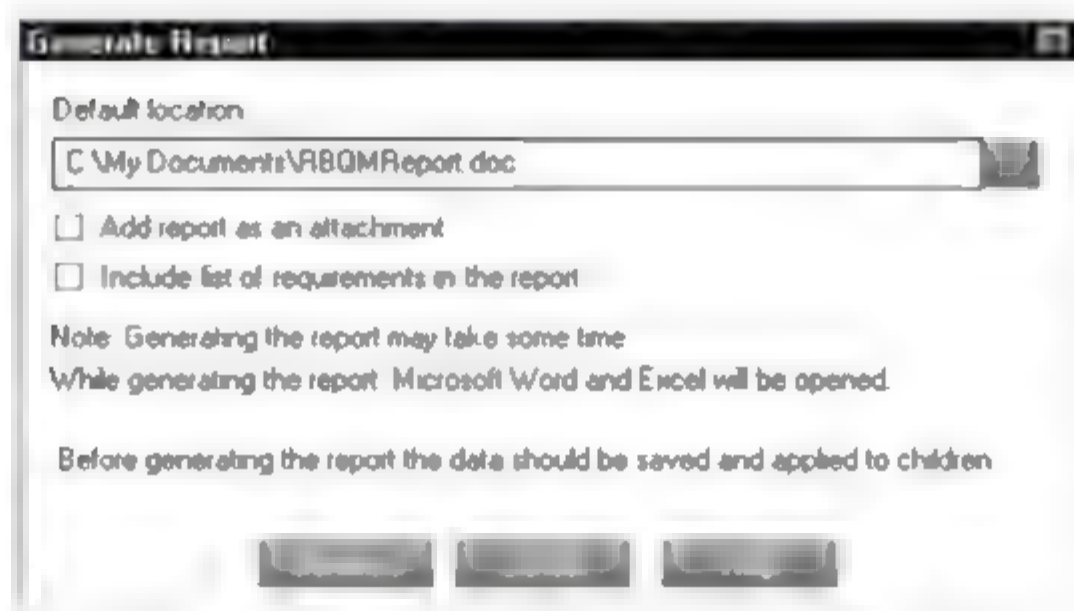 Generate Report
Default location
C \My Documents\RBQMReport doc
Add report as an attachment
Include list of requirements in the report
Note Generating the report may take some time
While generating the report Microsoft Word and Excel will be opened.
Before generating the report the data should be saved and applied to children